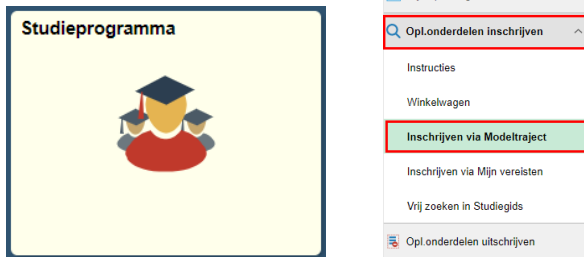 Studieprogramma
Opl.onderdelen inschrijven
Instructies
Winkelwagen
Inschrijven via Modeltraject
Inschrijven via Mijn vereisten
Vrij zoeken in Studiegids
Opl.onderdelen uitschrijven